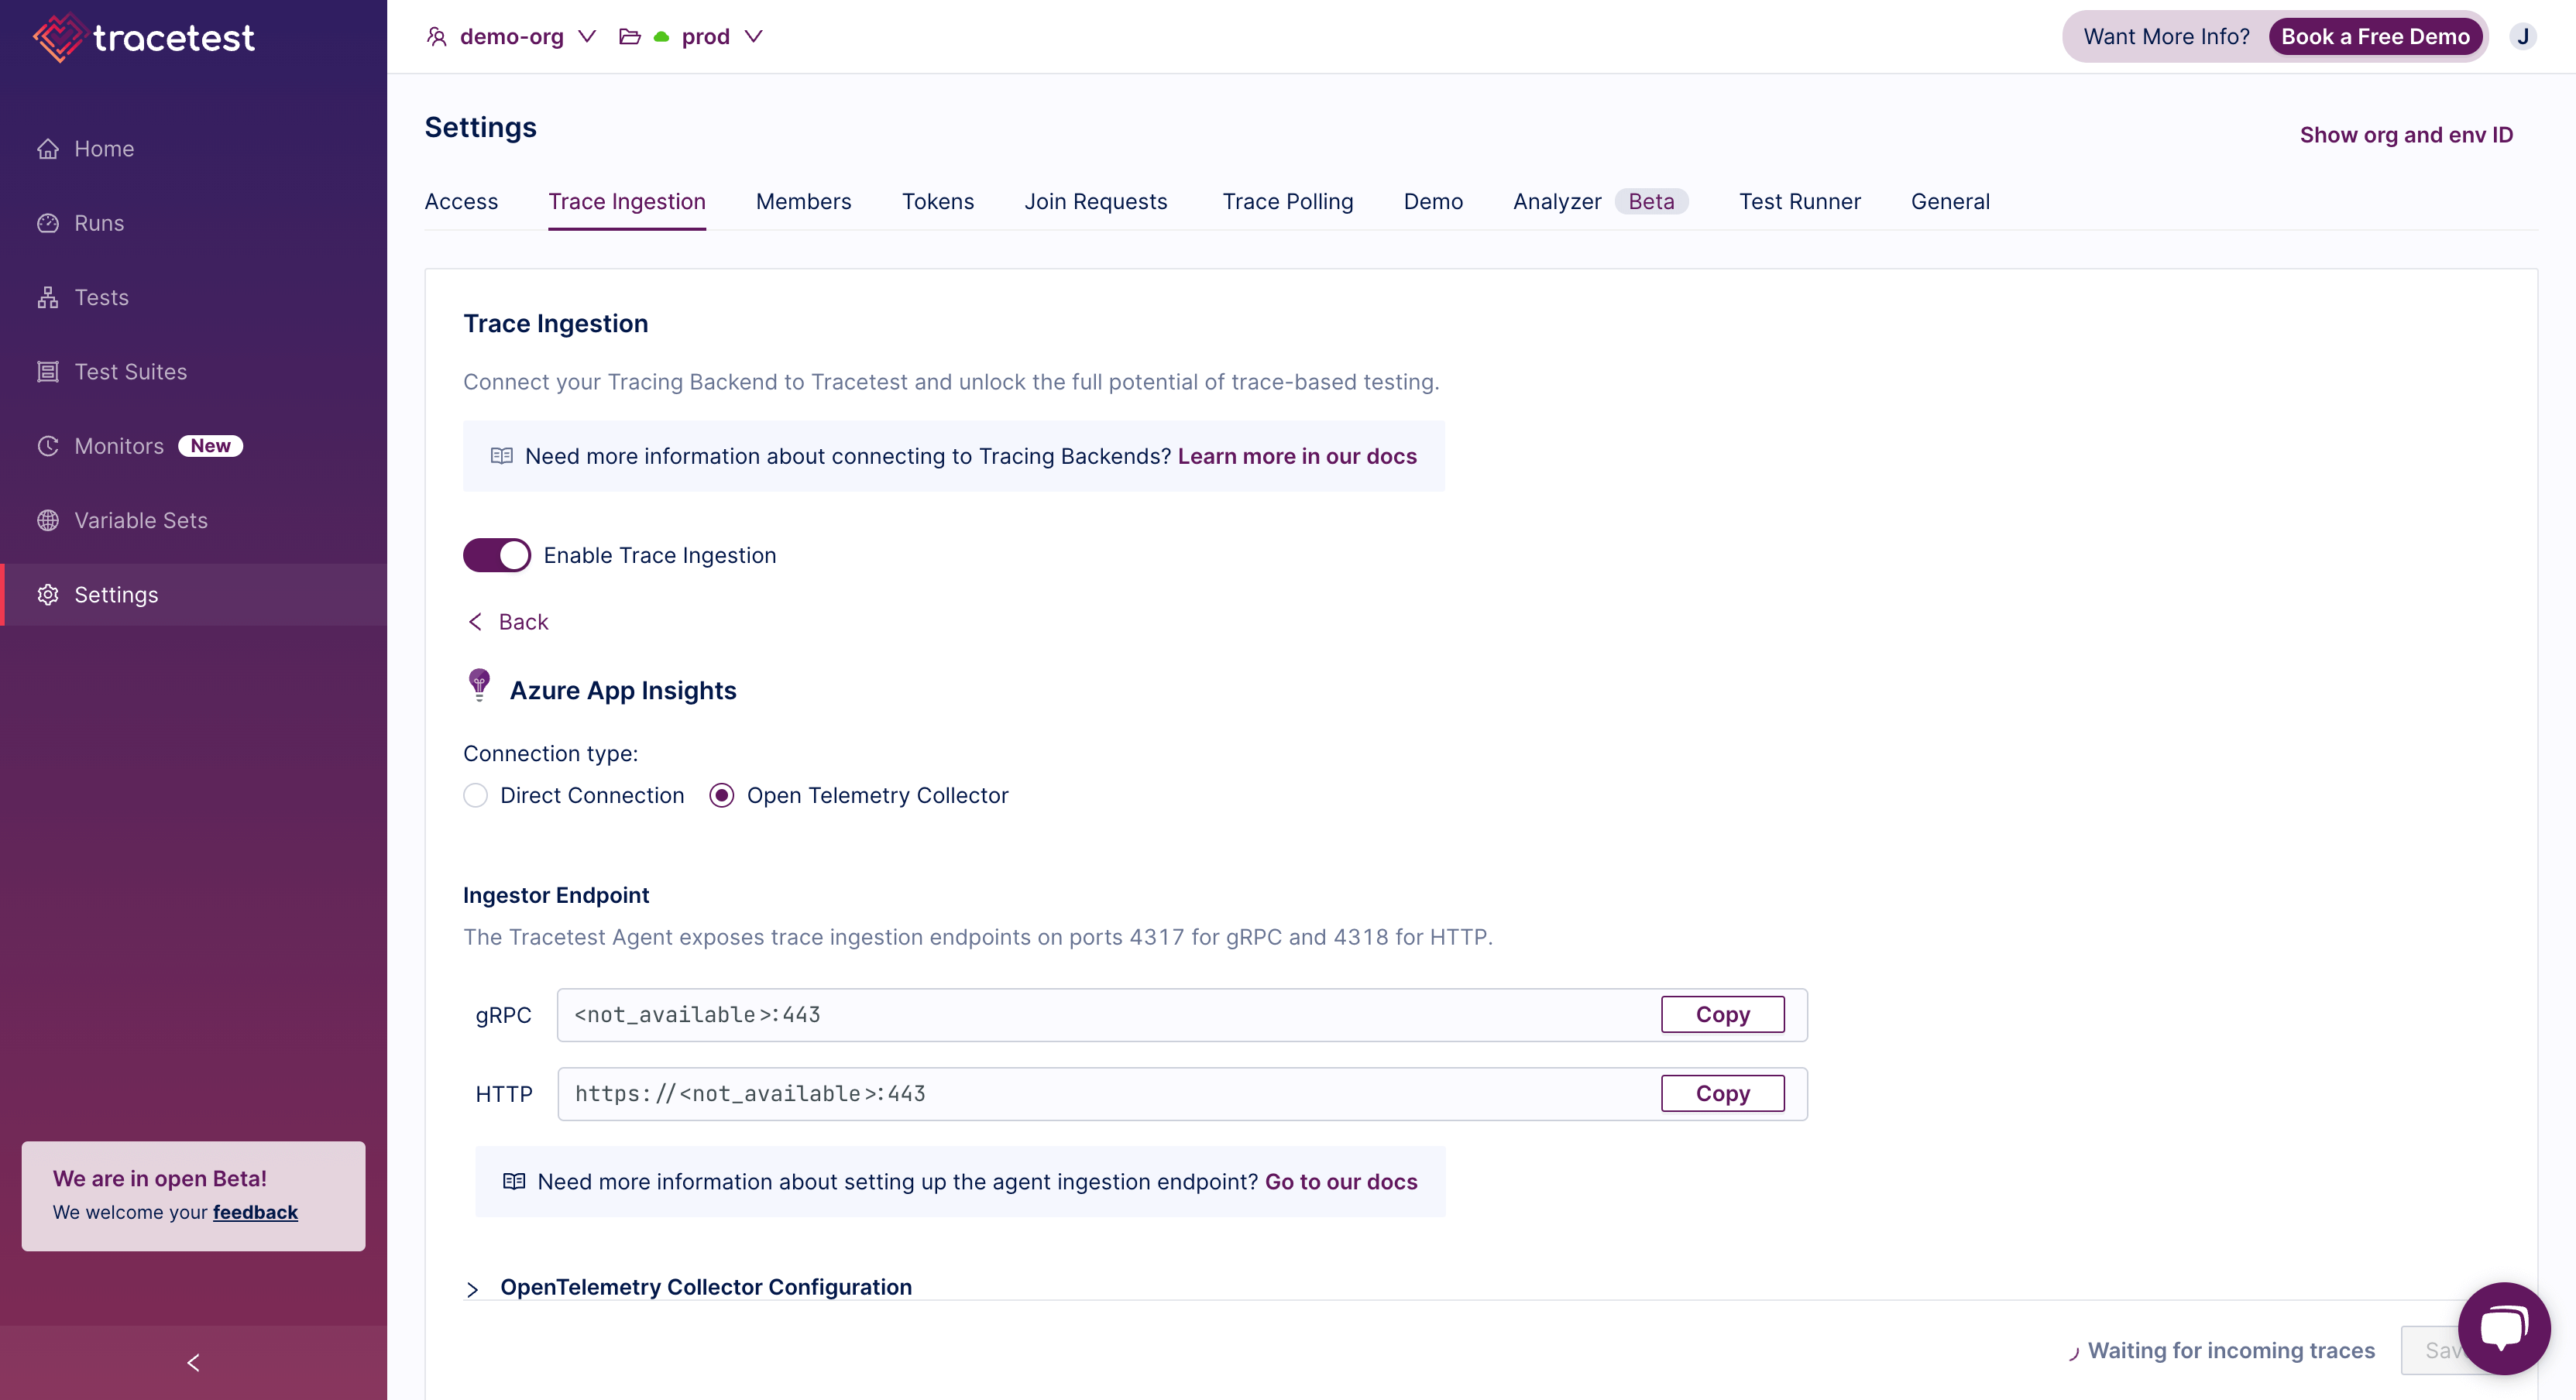 tracetest
demo-org
prod
Want More Info? Book a Free Demo
J
Home
Runs
Tests
Test Suites
Monitors New
Variable Sets
Settings
We are in open Beta!
We welcome your feedback
Settings
Show org and env ID
Access Trace Ingestion Members Tokens Join Requests Trace Polling Demo Analyzer Beta Test Runner General
Trace Ingestion
Connect your Tracing Backend to Tracetest and unlock the full potential of trace-based testing.
Need more information about connecting to Tracing Backends? Learn more in our docs
Enable Trace Ingestion
Back
Azure App Insights
Connection type:
Direct Connection Open Telemetry Collector
Ingestor Endpoint
The Tracetest Agent exposes trace ingestion endpoints on ports 4317 for gRPC and 4318 for HTTP.
gRPC <not_available>:443 Copy
HTTP https://<not_available>:443 Copy
Need more information about setting up the agent ingestion endpoint? Go to our docs
OpenTelemetry Collector Configuration
Waiting for incoming traces